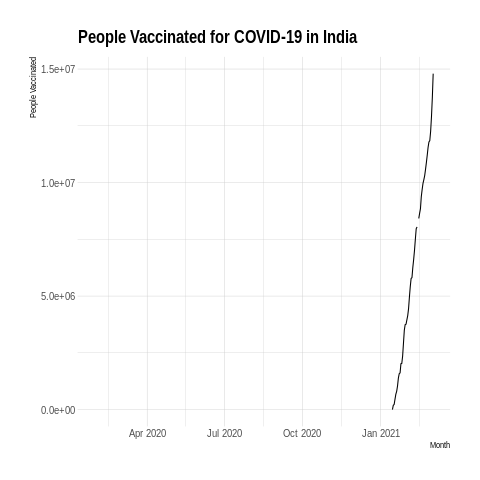 People Vaccinated for COVID-19 in India
People Vaccinated
1.5e+07
1.0e+07
5.0e+06
0.0e+00
Apr 2020 Jul 2020 Oct 2020 Jan 2021
Month